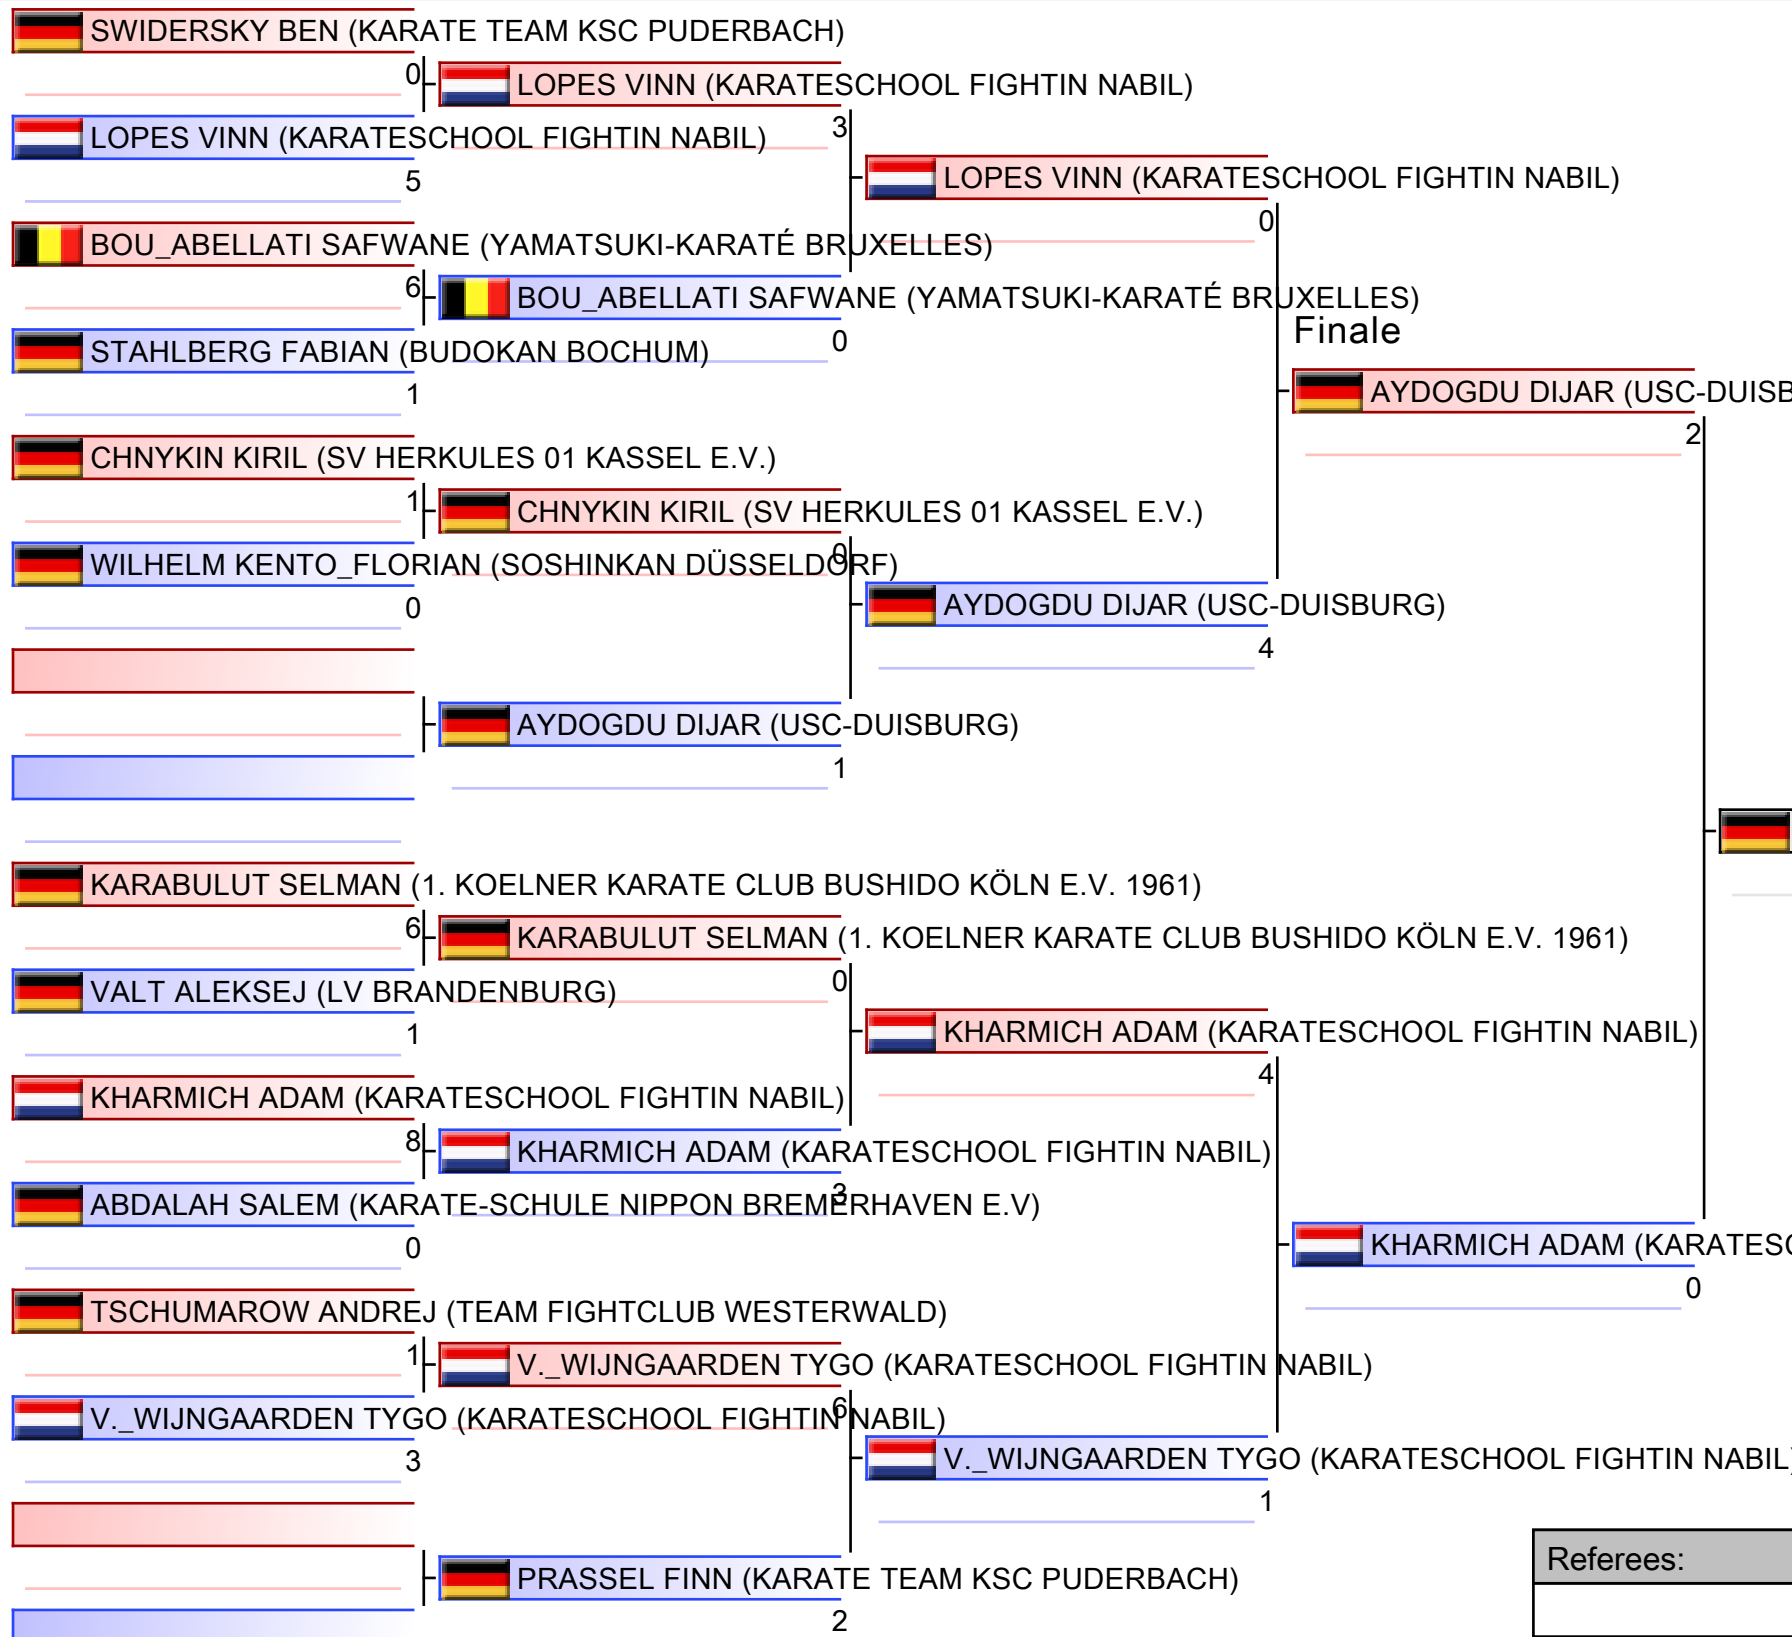 SWIDERSKY BEN (KARATE TEAM KSC PUDERBACH)
0
LOPES VINN (KARATESCHOOL FIGHTIN NABIL)
5
BOU_ABELLATI SAFWANE (YAMATSUKI-KARATÉ BRUXELLES)
6
STAHLBERG FABIAN (BUDOKAN BOCHUM)
1
CHNYKIN KIRIL (SV HERKULES 01 KASSEL E.V.)
1
WILHELM KENTO_FLORIAN (SOSHINKAN DÜSSELDORF)
0
KARABULUT SELMAN (1. KOELNER KARATE CLUB BUSHIDO KÖLN E.V. 1961)
6
VALT ALEKSEJ (LV BRANDENBURG)
1
KHARMICH ADAM (KARATESCHOOL FIGHTIN NABIL)
8
ABDALAH SALEM (KARATE-SCHULE NIPPON BREMERHAVEN E.V)
0
TSCHUMAROW ANDREJ (TEAM FIGHTCLUB WESTERWALD)
1
V._WIJNGAARDEN TYGO (KARATESCHOOL FIGHTIN NABIL)
3
LOPES VINN (KARATESCHOOL FIGHTIN NABIL)
3
BOU_ABELLATI SAFWANE (YAMATSUKI-KARATÉ BRUXELLES)
0
CHNYKIN KIRIL (SV HERKULES 01 KASSEL E.V.)
0
AYDOGDU DIJAR (USC-DUISBURG)
1
KARABULUT SELMAN (1. KOELNER KARATE CLUB BUSHIDO KÖLN E.V. 1961)
0
KHARMICH ADAM (KARATESCHOOL FIGHTIN NABIL)
3
V._WIJNGAARDEN TYGO (KARATESCHOOL FIGHTIN NABIL)
6
PRASSEL FINN (KARATE TEAM KSC PUDERBACH)
2
LOPES VINN (KARATESCHOOL FIGHTIN NABIL)
0
AYDOGDU DIJAR (USC-DUISBURG)
4
KHARMICH ADAM (KARATESCHOOL FIGHTIN NABIL)
4
V._WIJNGAARDEN TYGO (KARATESCHOOL FIGHTIN NABIL)
1
Finale
AYDOGDU DIJAR (USC-DUISB
2
KHARMICH ADAM (KARATESC
0
Referees: